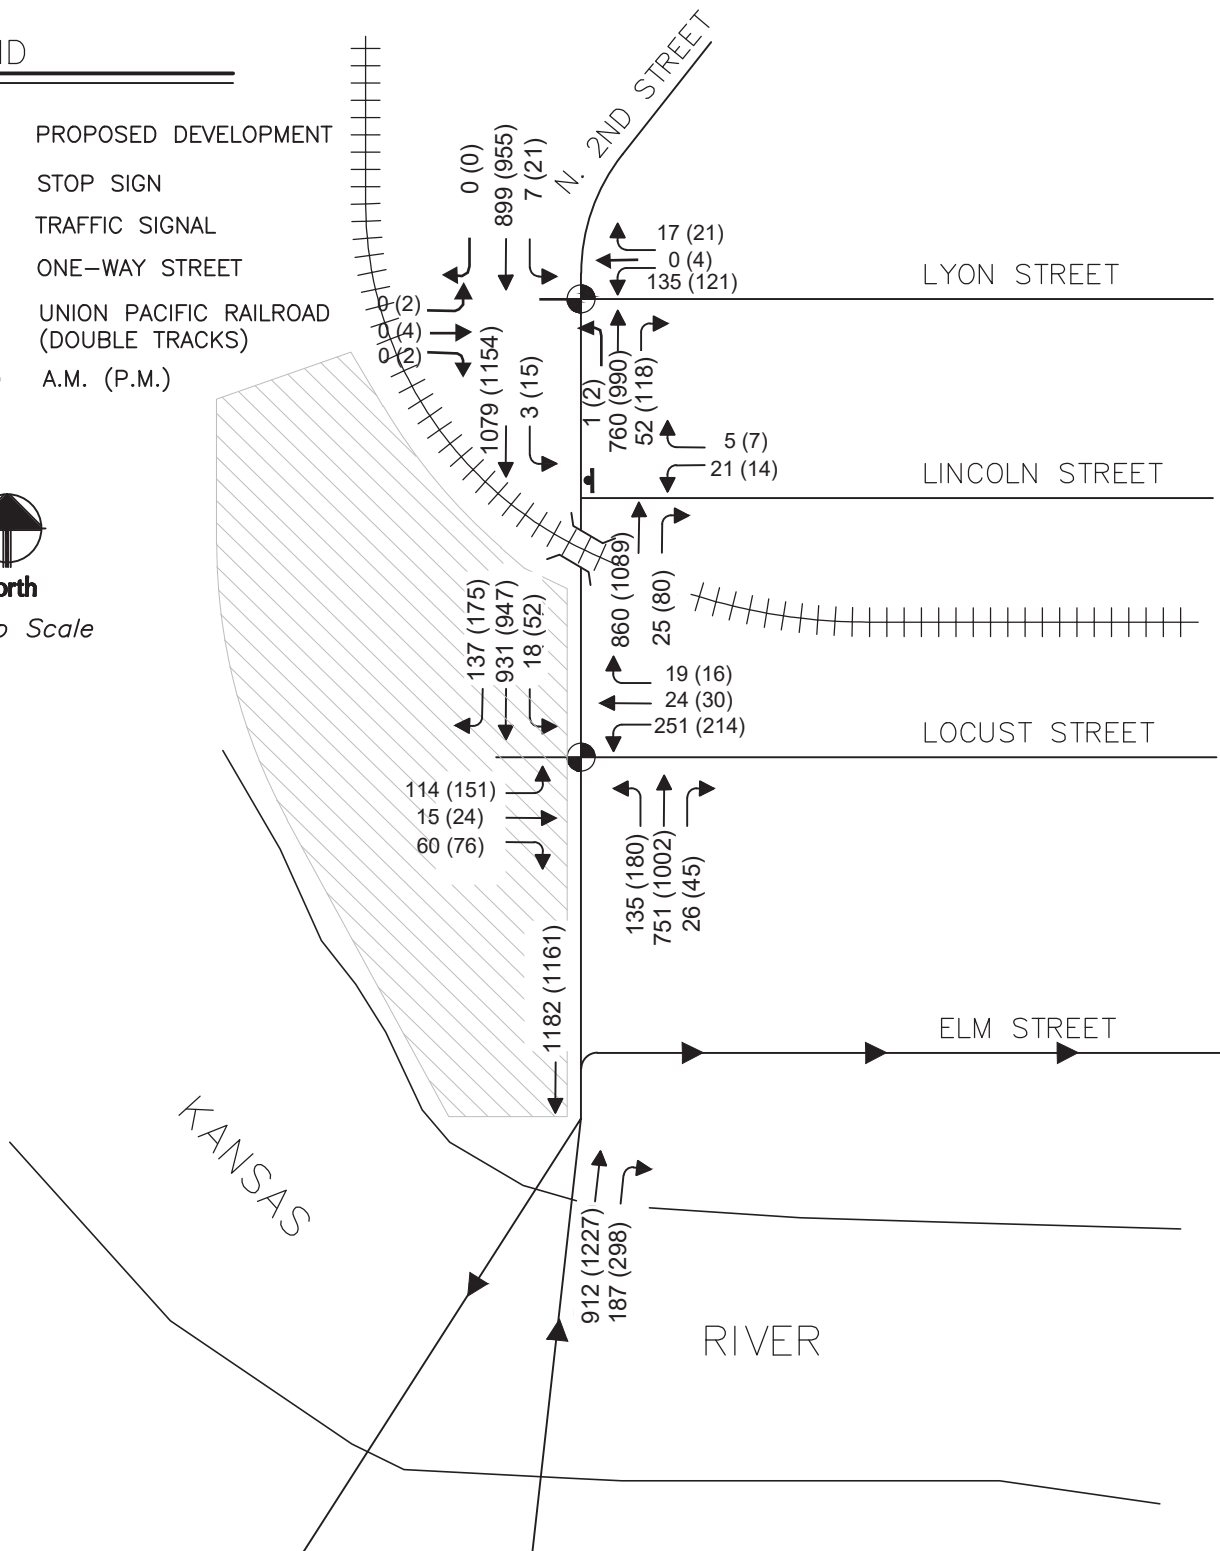 N. 2ND STREET
PROPOSED DEVELOPMENT
STOP SIGN
TRAFFIC SIGNAL
ONE-WAY STREET
UNION PACIFIC RAILROAD
(DOUBLE TRACKS)
A.M. (P.M.)
0 (0)
899 (955)
7 (21)
17 (21)
0 (4)
135 (121)
LYON STREET
0 (2)
0 (4)
0 (2)
1079 (1154)
3 (15)
1 (2)
760 (990)
52 (118)
5 (7)
21 (14)
LINCOLN STREET
860 (1089)
25 (80)
137 (175)
931 (947)
18 (52)
19 (16)
24 (30)
251 (214)
LOCUST STREET
114 (151)
15 (24)
60 (76)
135 (180)
751 (1002)
26 (45)
1182 (1161)
ELM STREET
912 (1227)
187 (298)
KANSAS
RIVER
Scale